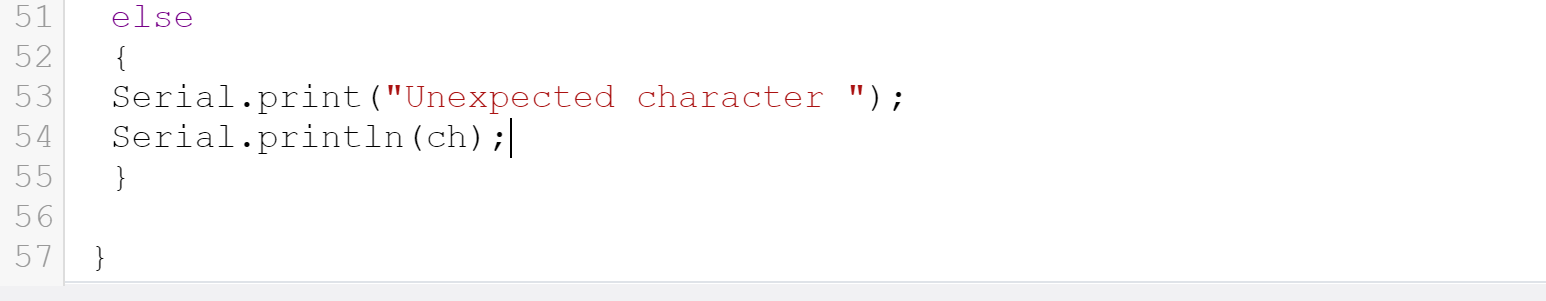 51 else
52 {
53 Serial.print("Unexpected character ");
54 Serial.println(ch);
55 }
56
57 }